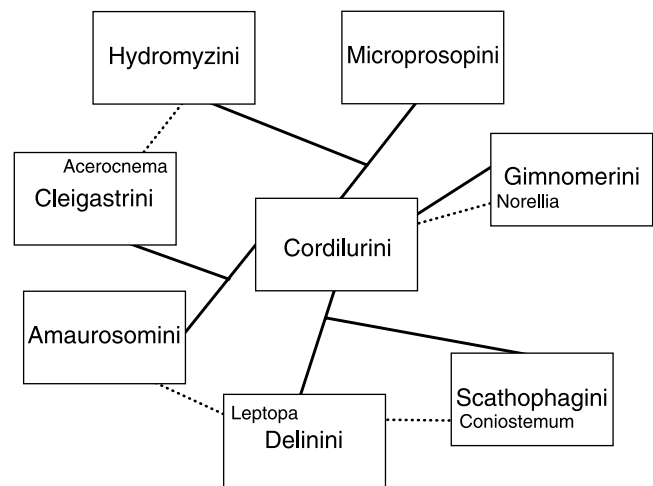 Hydromyzini
Microprosopini
Acerocnema
Cleigastrini
Gimnomerini
Norellia
Cordilurini
Amaurosomini
Leptopa
Delinini
Scathophagini
Coniostemum